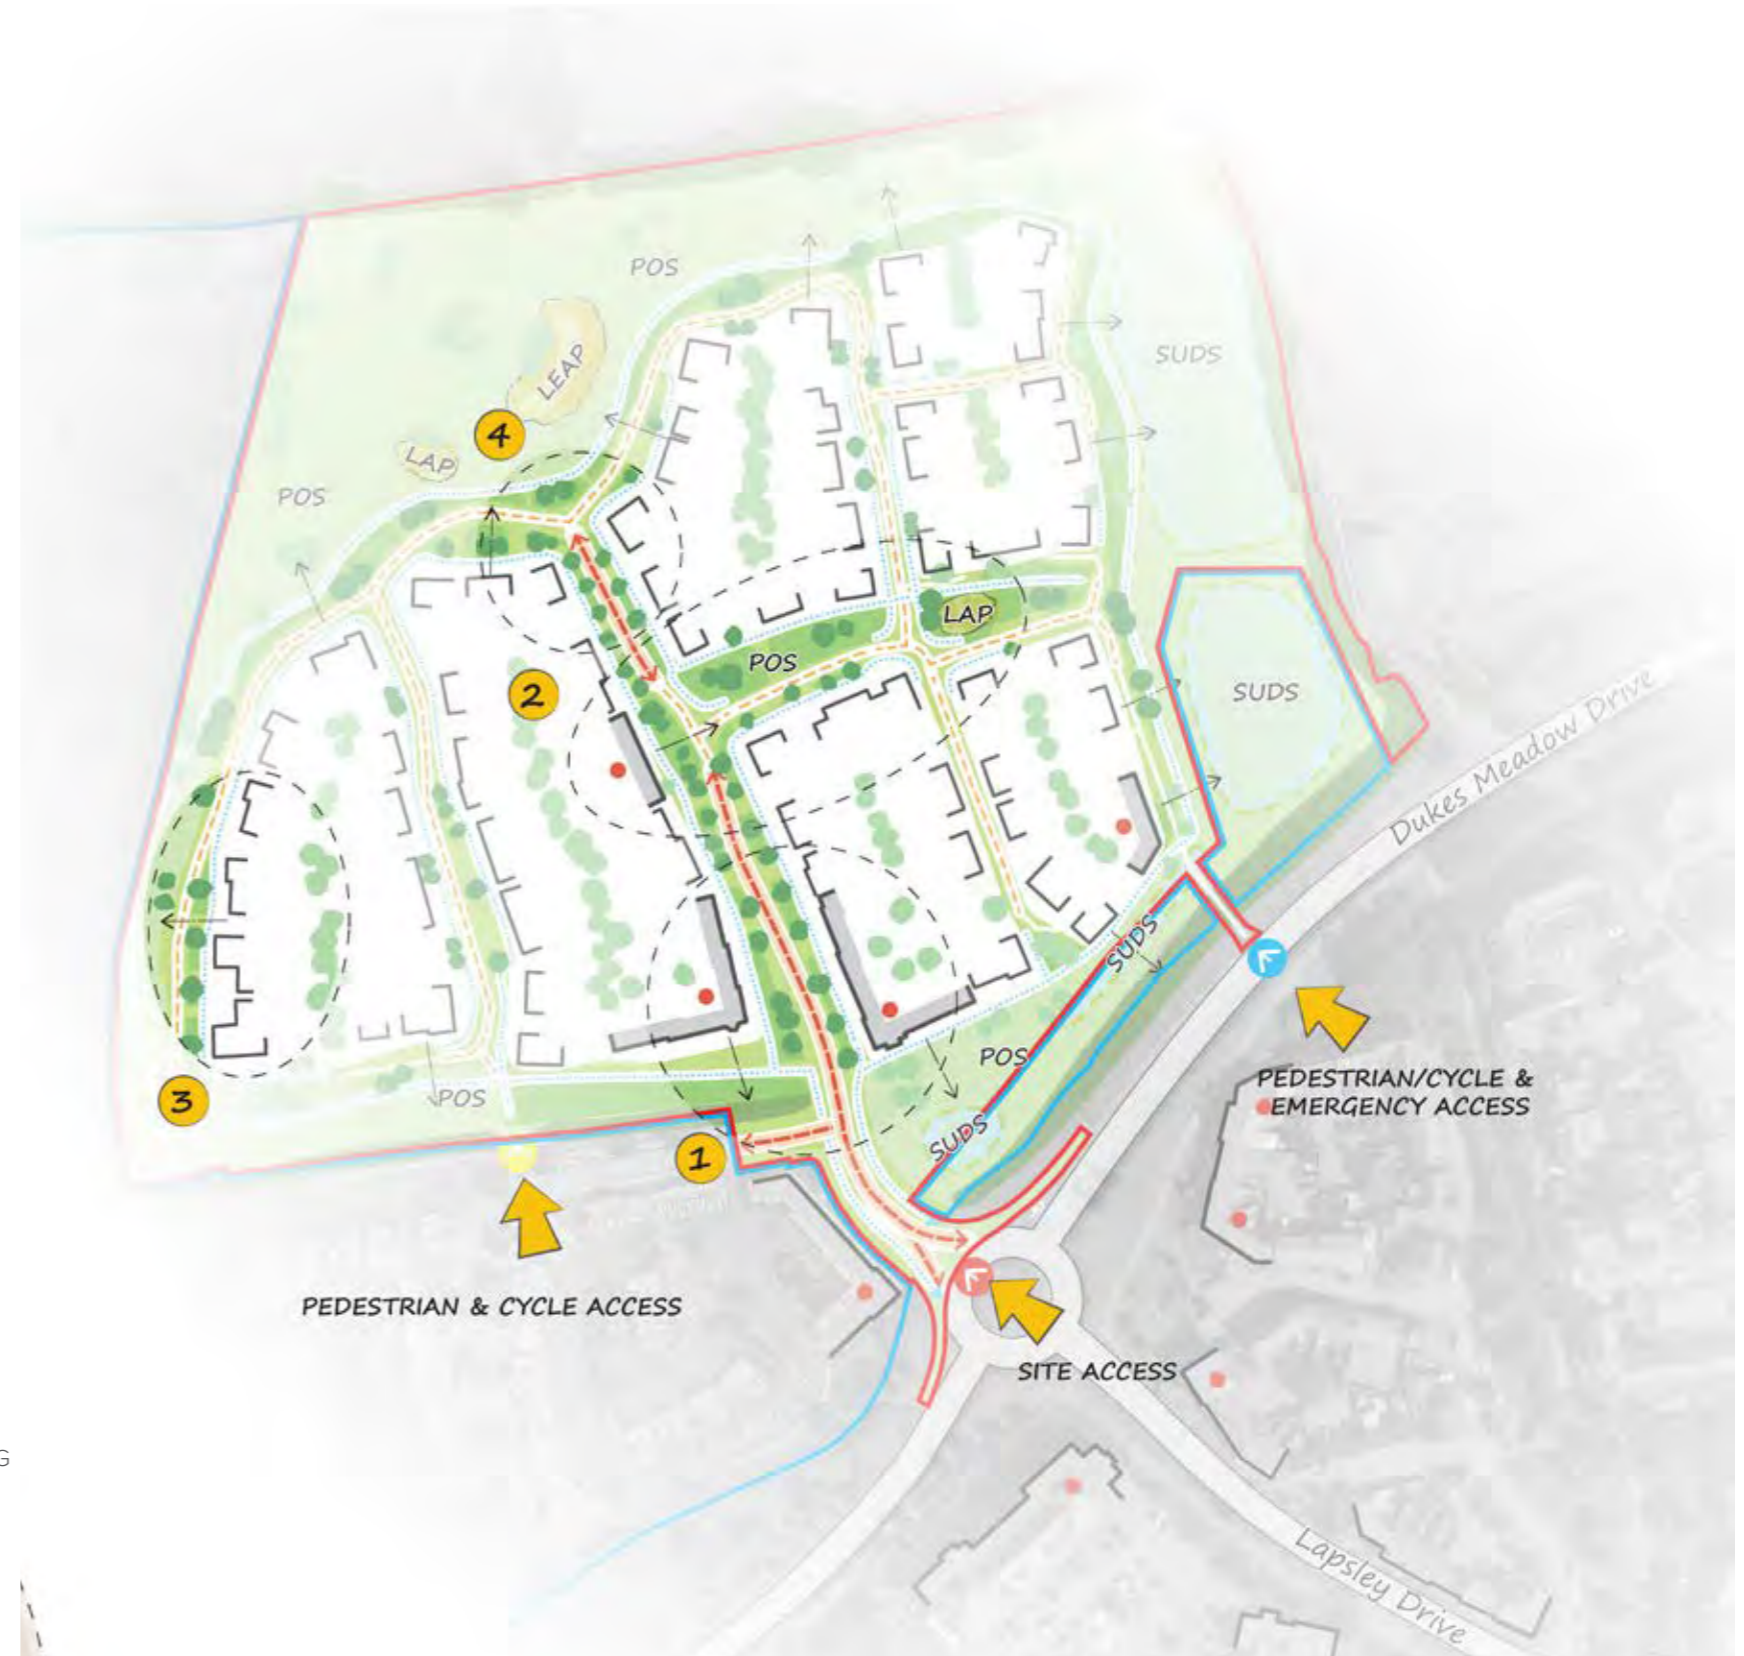 POS
SUDS
LEAP
4
LAP
POS
LAP
POS
2
SUDS
Dukes Meadow Drive
SUDS
POS
PEDESTRIAN/CYCLE &
EMERGENCY ACCESS
3
POS
SUDS
1
PEDESTRIAN & CYCLE ACCESS
SITE ACCESS
G
Lapsley Drive